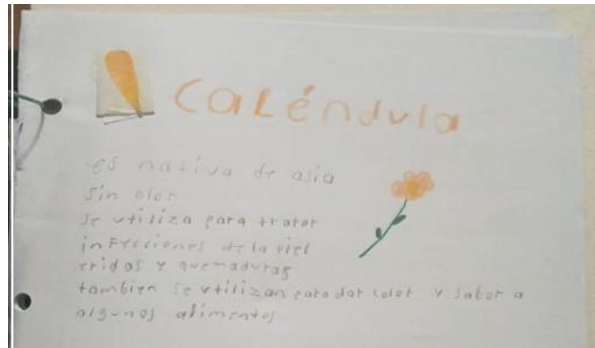 Caléndula
es nativa de asia
sin olor
se utiliza para tratar
infecciones de la piel
eridas y quemaduras
tambien se utilizan para dar color y sabor a
algunos alimentos